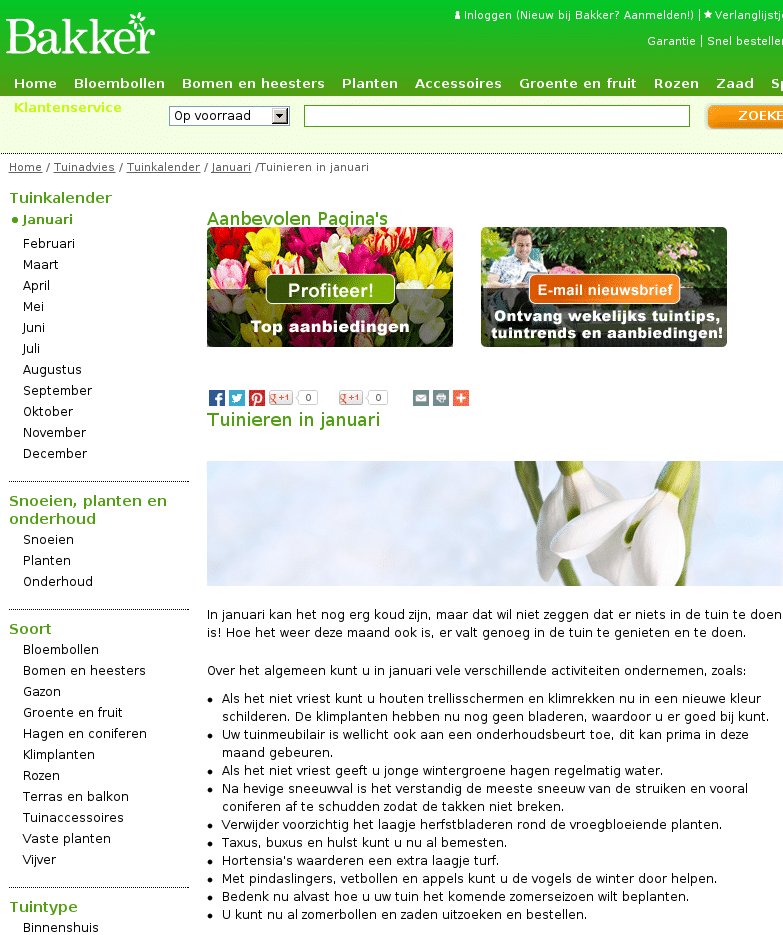 Bakker
Inloggen (Nieuw bij Bakker? Aanmelden!) | Verlanglijstj
Garantie | Snel bestellen
Home Bloembollen Bomen en heesters Planten Accessoires Groente en fruit Rozen Zaad Sp
Klantenservice
Op voorraad
ZOEKE
Home / Tuinadvies / Tuinkalender / Januari /Tuinieren in januari
Tuinkalender
Januari
Februari
Maart
April
Mei
Juni
Juli
Augustus
September
Oktober
November
December
Snoeien, planten en
onderhoud
Snoeien
Planten
Onderhoud
Soort
Bloembollen
Bomen en heesters
Gazon
Groente en fruit
Hagen en coniferen
Klimplanten
Rozen
Terras en balkon
Tuinaccessoires
Vaste planten
Vijver
Tuintype
Binnenshuis
Aanbevolen Pagina's
Profiteer!
Top aanbiedingen
E-mail nieuwsbrief
Ontvang wekelijks tuintips,
tuintrends en aanbiedingen!
g+1 0 g+1 0
Tuinieren in januari
In januari kan het nog erg koud zijn, maar dat wil niet zeggen dat er niets in de tuin te doen
is! Hoe het weer deze maand ook is, er valt genoeg in de tuin te genieten en te doen.
Over het algemeen kunt u in januari vele verschillende activiteiten ondernemen, zoals:
Als het niet vriest kunt u houten trellisschermen en klimrekken nu in een nieuwe kleur
schilderen. De klimplanten hebben nu nog geen bladeren, waardoor u er goed bij kunt.
Uw tuinmeubilair is wellicht ook aan een onderhoudsbeurt toe, dit kan prima in deze
maand gebeuren.
Als het niet vriest geeft u jonge wintergroene hagen regelmatig water.
Na hevige sneeuwval is het verstandig de meeste sneeuw van de struiken en vooral
coniferen af te schudden zodat de takken niet breken.
Verwijder voorzichtig het laagje herfstbladeren rond de vroegbloeiende planten.
Taxus, buxus en hulst kunt u nu al bemesten.
Hortensia's waarderen een extra laagje turf.
Met pindaslingers, vetbollen en appels kunt u de vogels de winter door helpen.
Bedenk nu alvast hoe u uw tuin het komende zomerseizoen wilt beplanten.
U kunt nu al zomerbollen en zaden uitzoeken en bestellen.